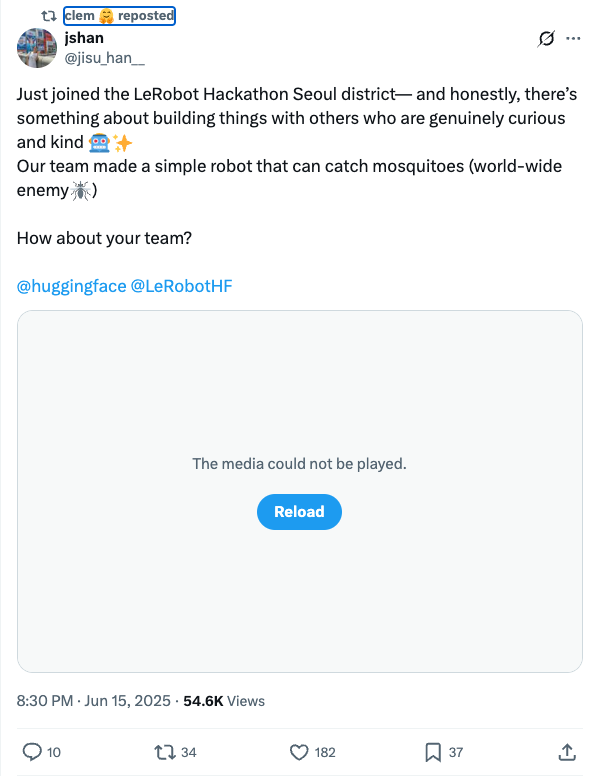 clem 🤗 reposted
jshan
@jisu_han__
Just joined the LeRobot Hackathon Seoul district— and honestly, there's
something about building things with others who are genuinely curious
and kind 🤖✨
Our team made a simple robot that can catch mosquitoes (world-wide
enemy🦟)
How about your team?
@huggingface @LeRobotHF
The media could not be played.
Reload
8:30 PM · Jun 15, 2025 · 54.6K Views
10 34 182 37